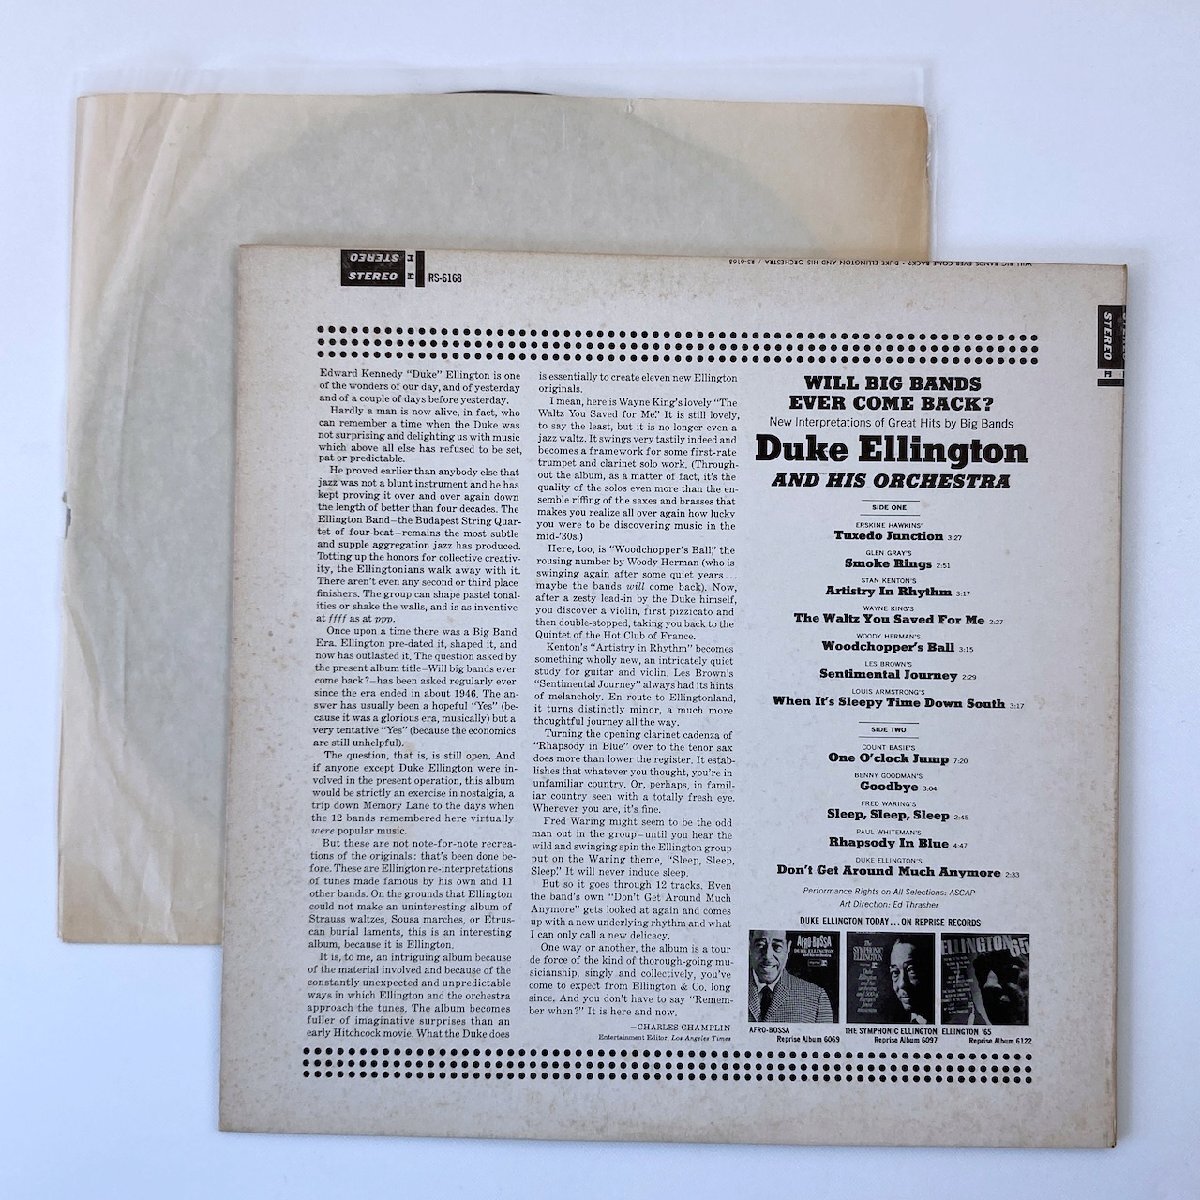 STEREO
STEREO
RS-6168
WILL BIG BANDS EVER COME BACK? • DUKE ELLINGTON AND HIS ORCHESTRA / RS-6168
STEREO
Edward Kennedy “Duke” Ellington is one
of the wonders of our day, and of yesterday
and of a couple of days before yesterday.
Hardly a man is now alive, in fact, who
can remember a time when the Duke was
not surprising and delighting us with music
which above all else has refused to be set,
pat or predictable.
He proved earlier than anybody else that
jazz was not a blunt instrument and he has
kept proving it over and over again down
the length of better than four decades. The
Ellington Band—the Budapest String Quar-
tet of four beat—remains the most subtle
and supple aggregation jazz has produced.
Totting up the honors for collective creativ-
ity, the Ellingtonians walk away with it.
There aren't even any second or third place
finishers. The group can shape pastel tonal-
ities or shake the walls, and is as inventive
at ffff as at ppp.
Once upon a time there was a Big Band
Era. Ellington pre-dated it, shaped it, and
now has outlasted it. The question asked by
the present album title—Will big bands ever
come back?—has been asked regularly ever
since the era ended in about 1946. The an-
swer has usually been a hopeful “Yes” (be-
cause it was a glorious era, musically) but a
very tentative “Yes” (because the economics
are still unhelpful).
The question, that is, is still open. And
if anyone except Duke Ellington were in-
volved in the present operation, this album
would be strictly an exercise in nostalgia, a
trip down Memory Lane to the days when
the 12 bands remembered here virtually
were popular music.
But these are not note-for-note recrea-
tions of the originals: that's been done be-
fore. These are Ellington re-interpretations
of tunes made famous by his own and 11
other bands. On the grounds that Ellington
could not make an uninteresting album of
Strauss waltzes, Sousa marches, or Etrus-
can burial laments, this is an interesting
album, because it is Ellington.
It is, to me, an intriguing album because
of the material involved and because of the
constantly unexpected and unpredictable
ways in which Ellington and the orchestra
approach the tunes. The album becomes
fuller of imaginative surprises than an
early Hitchcock movie. What the Duke does
is essentially to create eleven new Ellington
originals.
I mean, here is Wayne King's lovely “The
Waltz You Saved for Me.” It is still lovely,
to say the least, but it is no longer even a
jazz waltz. It swings very tastily indeed and
becomes a framework for some first-rate
trumpet and clarinet solo work. (Through-
out the album, as a matter of fact, it's the
quality of the solos even more than the en-
semble riffing of the saxes and brasses that
makes you realize all over again how lucky
you were to be discovering music in the
mid-'30s.)
Here, too, is “Woodchopper's Ball,” the
rousing number by Woody Herman (who is
swinging again after some quiet years . . .
maybe the bands will come back). Now,
after a zesty lead-in by the Duke himself,
you discover a violin, first pizzicato and
then double-stopped, taking you back to the
Quintet of the Hot Club of France.
Kenton's “Artistry in Rhythm” becomes
something wholly new, an intricately quiet
study for guitar and violin. Les Brown's
“Sentimental Journey” always had its hints
of melancholy. En route to Ellingtonland,
it turns distinctly minor, a much more
thoughtful journey all the way.
Turning the opening clarinet cadenza of
“Rhapsody in Blue” over to the tenor sax
does more than lower the register. It estab-
lishes that whatever you thought, you're in
unfamiliar country. Or, perhaps, in famil-
iar country seen with a totally fresh eye.
Wherever you are, it's fine.
Fred Waring might seem to be the odd
man out in the group—until you hear the
wild and swinging spin the Ellington group
put on the Waring theme, “Sleep, Sleep,
Sleep.” It will never induce sleep.
But so it goes through 12 tracks. Even
the band's own “Don't Get Around Much
Anymore” gets looked at again and comes
up with a new underlying rhythm and what
I can only call a new delicacy.
One way or another, the album is a tour
de force of the kind of thorough-going mu-
sicianship, singly and collectively, you've
come to expect from Ellington & Co. long
since. And you don't have to say “Remem-
ber when?” It is here and now.
—CHARLES CHAMPLIN
Entertainment Editor, Los Angeles Times
WILL BIG BANDS
EVER COME BACK?
New Interpretations of Great Hits by Big Bands
Duke Ellington
AND HIS ORCHESTRA
SIDE ONE
ERSKINE HAWKINS'
Tuxedo Junction 3:27
GLEN GRAY'S
Smoke Rings 2:51
STAN KENTON'S
Artistry In Rhythm 3:17
WAYNE KING'S
The Waltz You Saved For Me 2:27
WOODY HERMAN'S
Woodchopper's Ball 3:15
LES BROWN'S
Sentimental Journey 2:29
LOUIS ARMSTRONG'S
When It's Sleepy Time Down South 3:17
SIDE TWO
COUNT BASIE'S
One O'clock Jump 7:20
BENNY GOODMAN'S
Goodbye 3:04
FRED WARING'S
Sleep, Sleep, Sleep 2:45
PAUL WHITEMAN'S
Rhapsody In Blue 4:47
DUKE ELLINGTON'S
Don't Get Around Much Anymore 2:33
Performance Rights on All Selections: ASCAP
Art Direction: Ed Thrasher
DUKE ELLINGTON TODAY... ON REPRISE RECORDS
Afro-Bossa
DUKE ELLINGTON
The
SYMPHONIC
ELLINGTON
Duke
Ellington
ELLINGTON '65
AFRO-BOSSA
Reprise Album 6069
THE SYMPHONIC ELLINGTON
Reprise Album 6097
ELLINGTON '65
Reprise Album 6122